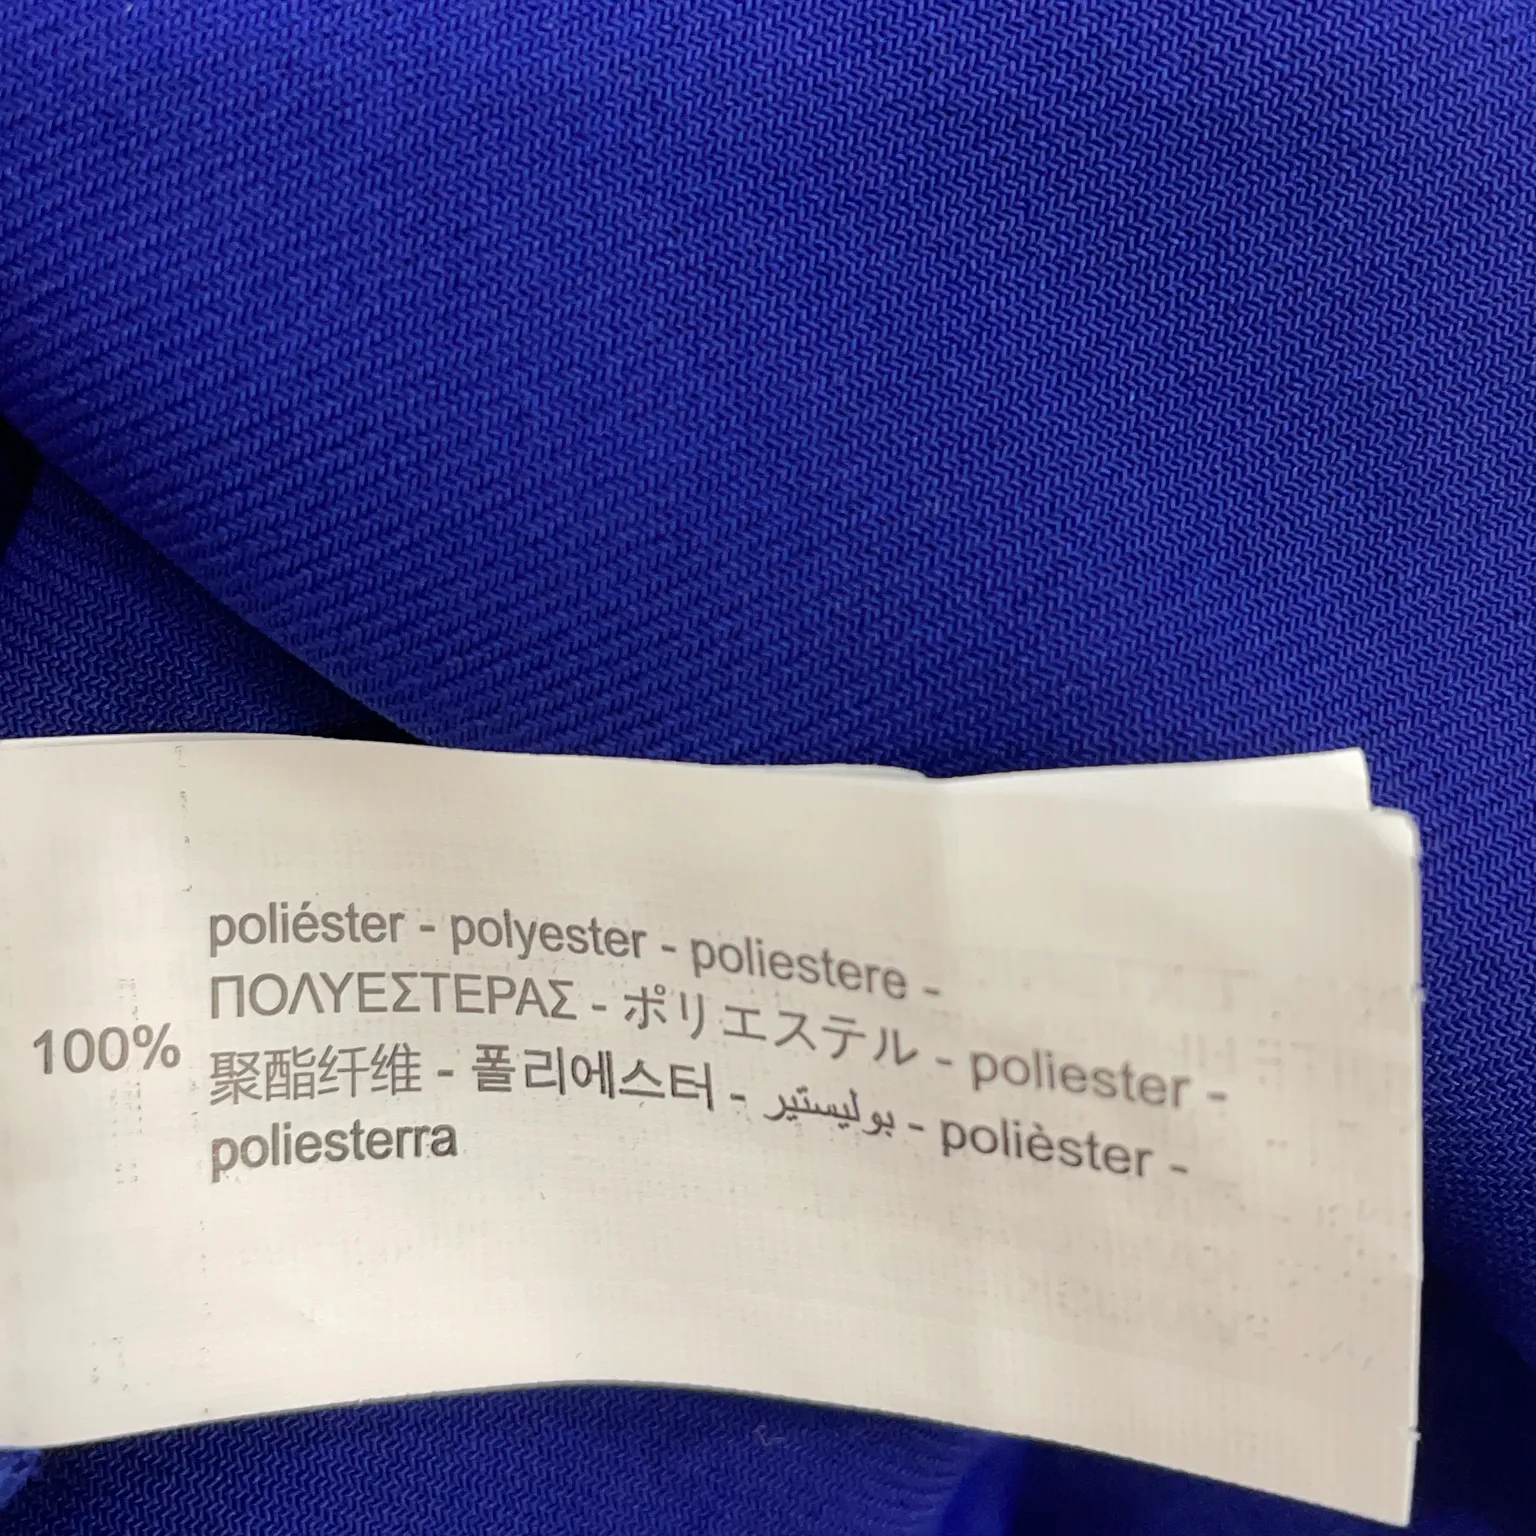 poliéster - polyester - poliestere -
ΠΟΛΥΕΣΤΕΡΑΣ - ポリエステル - poliester -
100% 聚酯纤维 - 폴리에스터 - بوليستير - polièster -
poliesterra